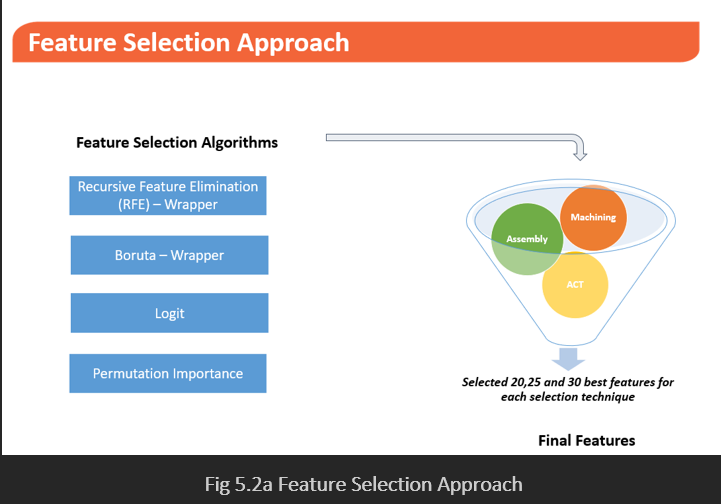 Feature Selection Approach
Feature Selection Algorithms
Recursive Feature Elimination
(RFE) – Wrapper
Boruta – Wrapper
Logit
Permutation Importance
Machining
Assembly
ACT
Selected 20,25 and 30 best features for
each selection technique
Final Features
Fig 5.2a Feature Selection Approach